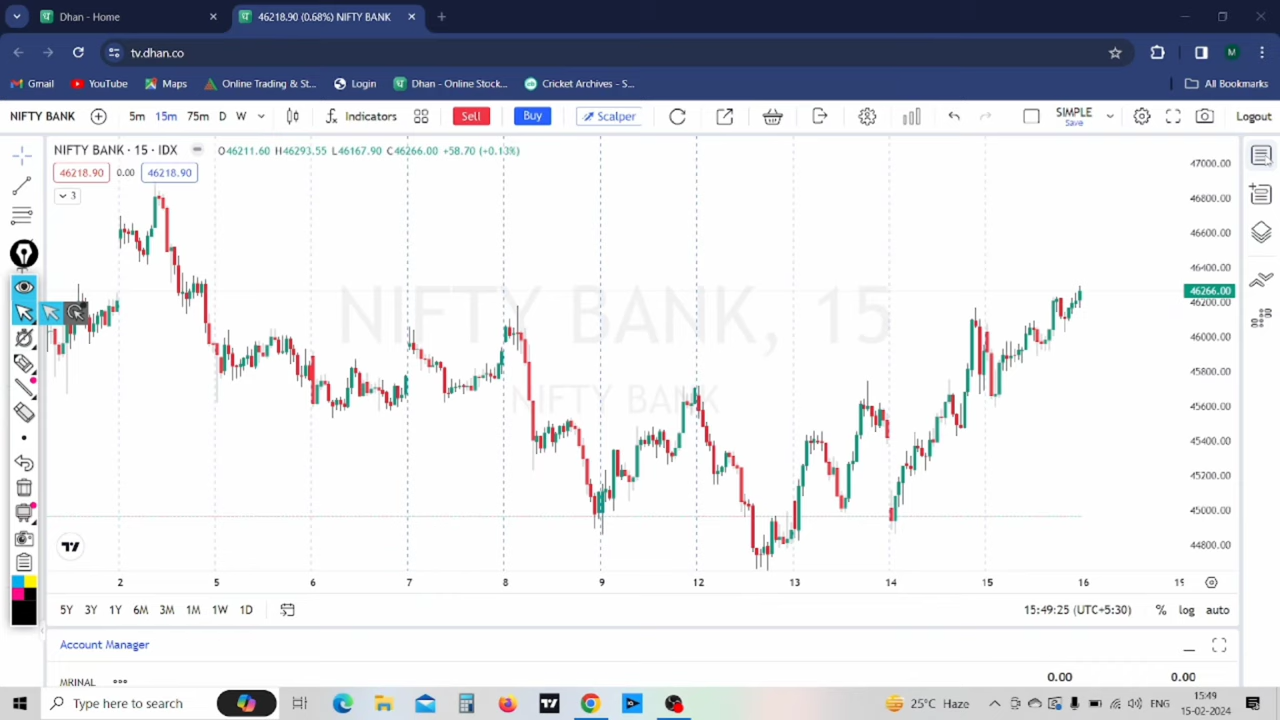 Dhan - Home
46218.90 (0.68%) NIFTY BANK
tv.dhan.co
M
Gmail
YouTube
Maps
Online Trading & St...
Login
Dhan - Online Stock...
Cricket Archives - S...
All Bookmarks
NIFTY BANK
5m 15m 75m D W
Indicators
Sell
Buy
Scalper
SIMPLE
Save
Logout
NIFTY BANK · 15 · IDX
O46211.60 H46293.55 L46167.90 C46266.00 +58.70 (+0.13%)
46218.90 0.00 46218.90
3
NIFTY BANK, 15
NIFTY BANK
47000.00
46800.00
46600.00
46400.00
46266.00
46200.00
46000.00
45800.00
45600.00
45400.00
45200.00
45000.00
44800.00
2 5 6 7 8 9 12 13 14 15 16 19
5Y 3Y 1Y 6M 3M 1M 1W 1D
15:49:25 (UTC+5:30)
% log auto
Account Manager
MRINAL
0.00 0.00
Type here to search
25°C Haze
ENG
15:49
15-02-2024